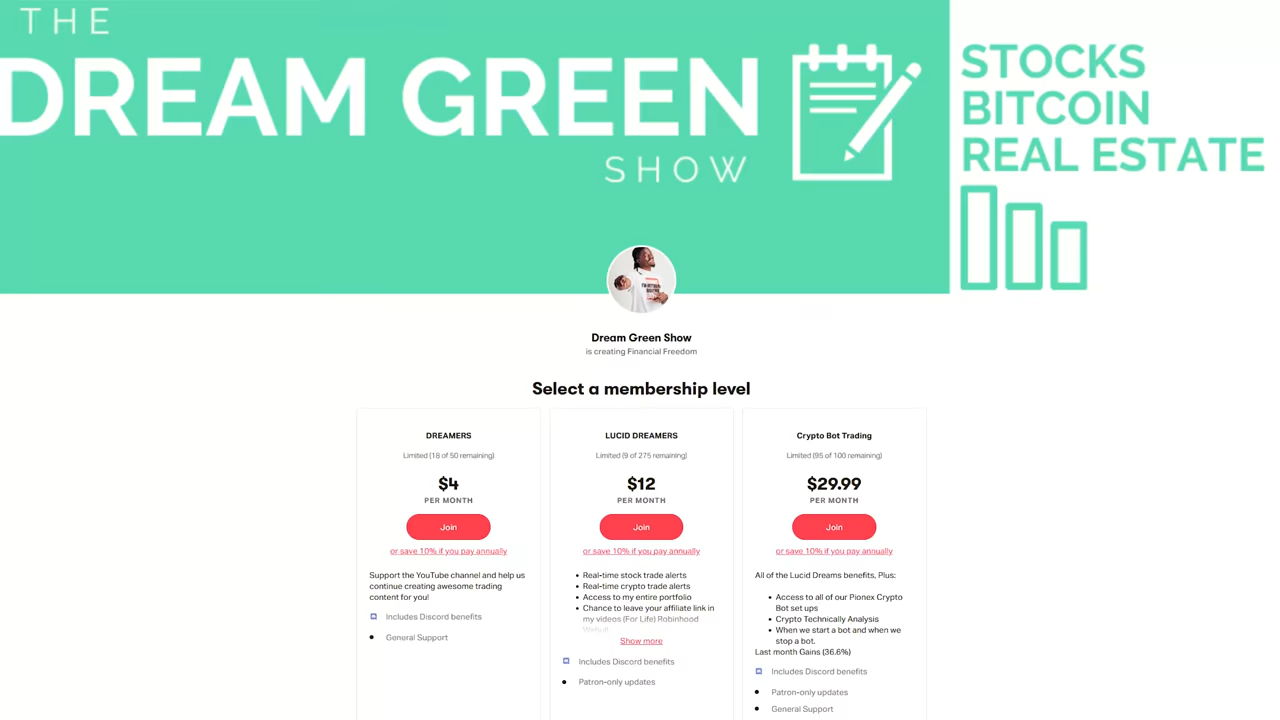 THE
DREAM GREEN
SHOW
STOCKS
BITCOIN
REAL ESTATE
Dream Green Show
is creating Financial Freedom
Select a membership level
DREAMERS
Limited (18 of 50 remaining)
$4
PER MONTH
Join
or save 10% if you pay annually
Support the YouTube channel and help us
continue creating awesome trading
content for you!
Includes Discord benefits
General Support
LUCID DREAMERS
Limited (9 of 275 remaining)
$12
PER MONTH
Join
or save 10% if you pay annually
Real-time stock trade alerts
Real-time crypto trade alerts
Access to my entire portfolio
Chance to leave your affiliate link in
my videos (For Life) Robinhood
Show more
Includes Discord benefits
Patron-only updates
Crypto Bot Trading
Limited (95 of 100 remaining)
$29.99
PER MONTH
Join
or save 10% if you pay annually
All of the Lucid Dreams benefits, Plus:
Access to all of our Pionex Crypto
Bot set ups
Crypto Technically Analysis
When we start a bot and when we
stop a bot.
Last month Gains (36.6%)
Includes Discord benefits
Patron-only updates
General Support